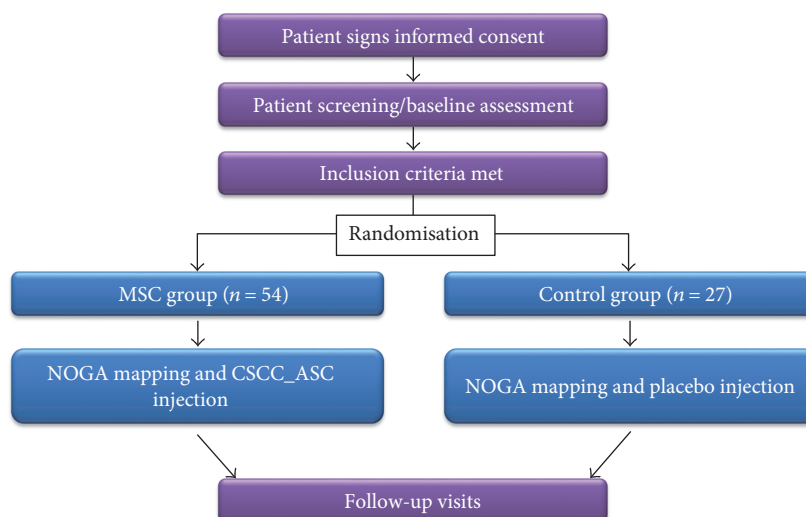 Patient signs informed consent
Patient screening/baseline assessment
Inclusion criteria met
Randomisation
MSC group (n = 54)
Control group (n = 27)
NOGA mapping and CSCC_ASC
injection
NOGA mapping and placebo injection
Follow-up visits